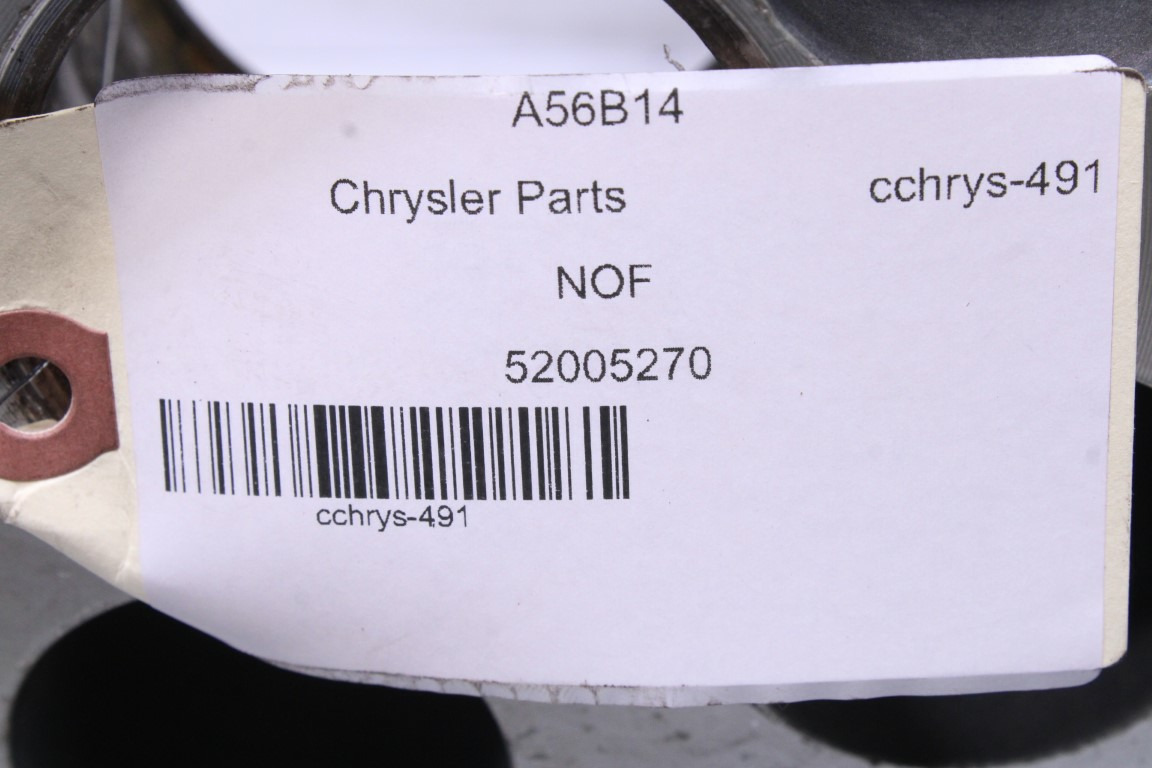 A56B14
Chrysler Parts cchrys-491
NOF
52005270
cchrys-491